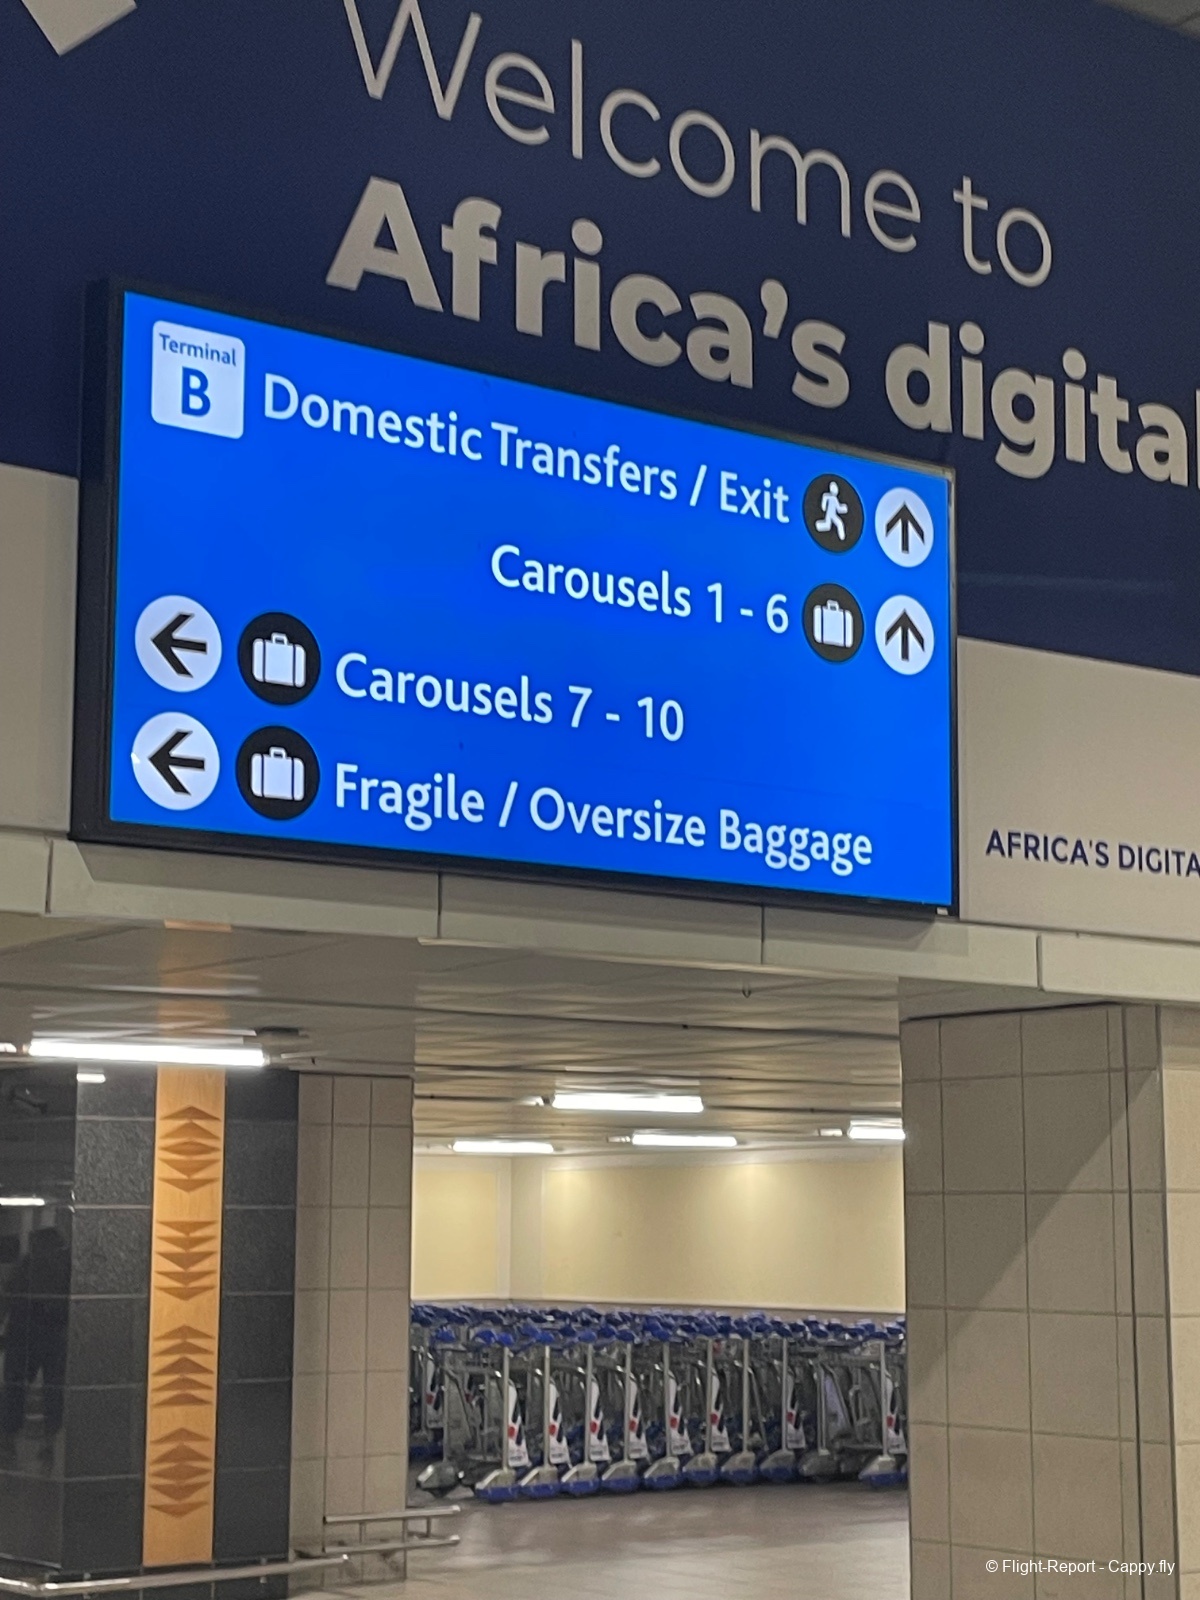 Welcome to
Africa's digital
Terminal
B
Domestic Transfers / Exit
Carousels 1 - 6
Carousels 7 - 10
Fragile / Oversize Baggage
AFRICA'S DIGITA
© Flight-Report - Cappy.fly